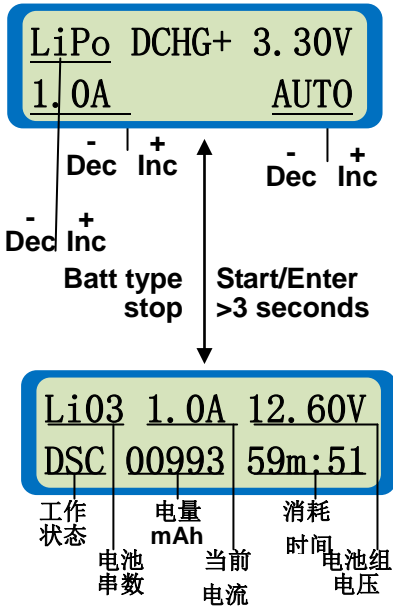 LiPo DCHG+ 3.30V
1.0A AUTO
- +
Dec Inc
- +
Dec Inc
- +
Dec Inc
Batt type
stop
Start/Enter
>3 seconds
Li03 1.0A 12.60V
DSC 00993 59m:51
工作
状态
电池
串数
电量
mAh
当前
电流
消耗
时间
电池组
电压